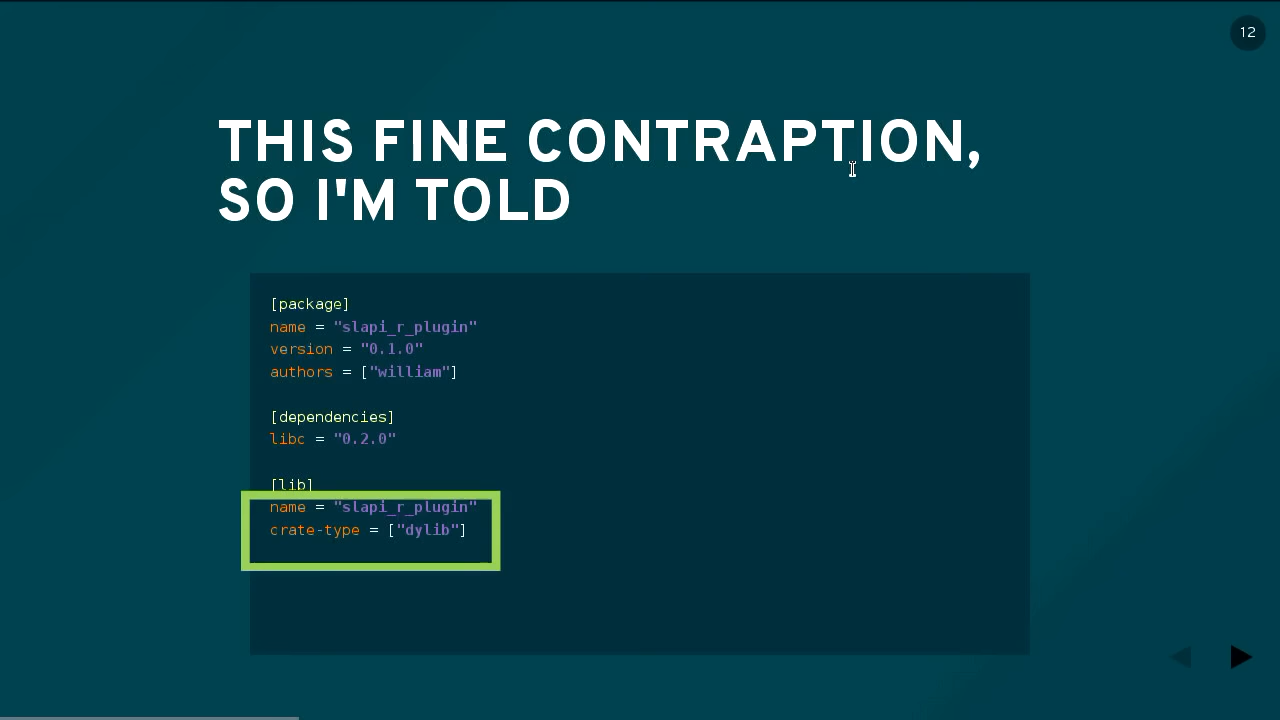 12
THIS FINE CONTRAPTION,
SO I'M TOLD
[package]
name = "slapi_r_plugin"
version = "0.1.0"
authors = ["william"]
[dependencies]
libc = "0.2.0"
[lib]
name = "slapi_r_plugin"
crate-type = ["dylib"]